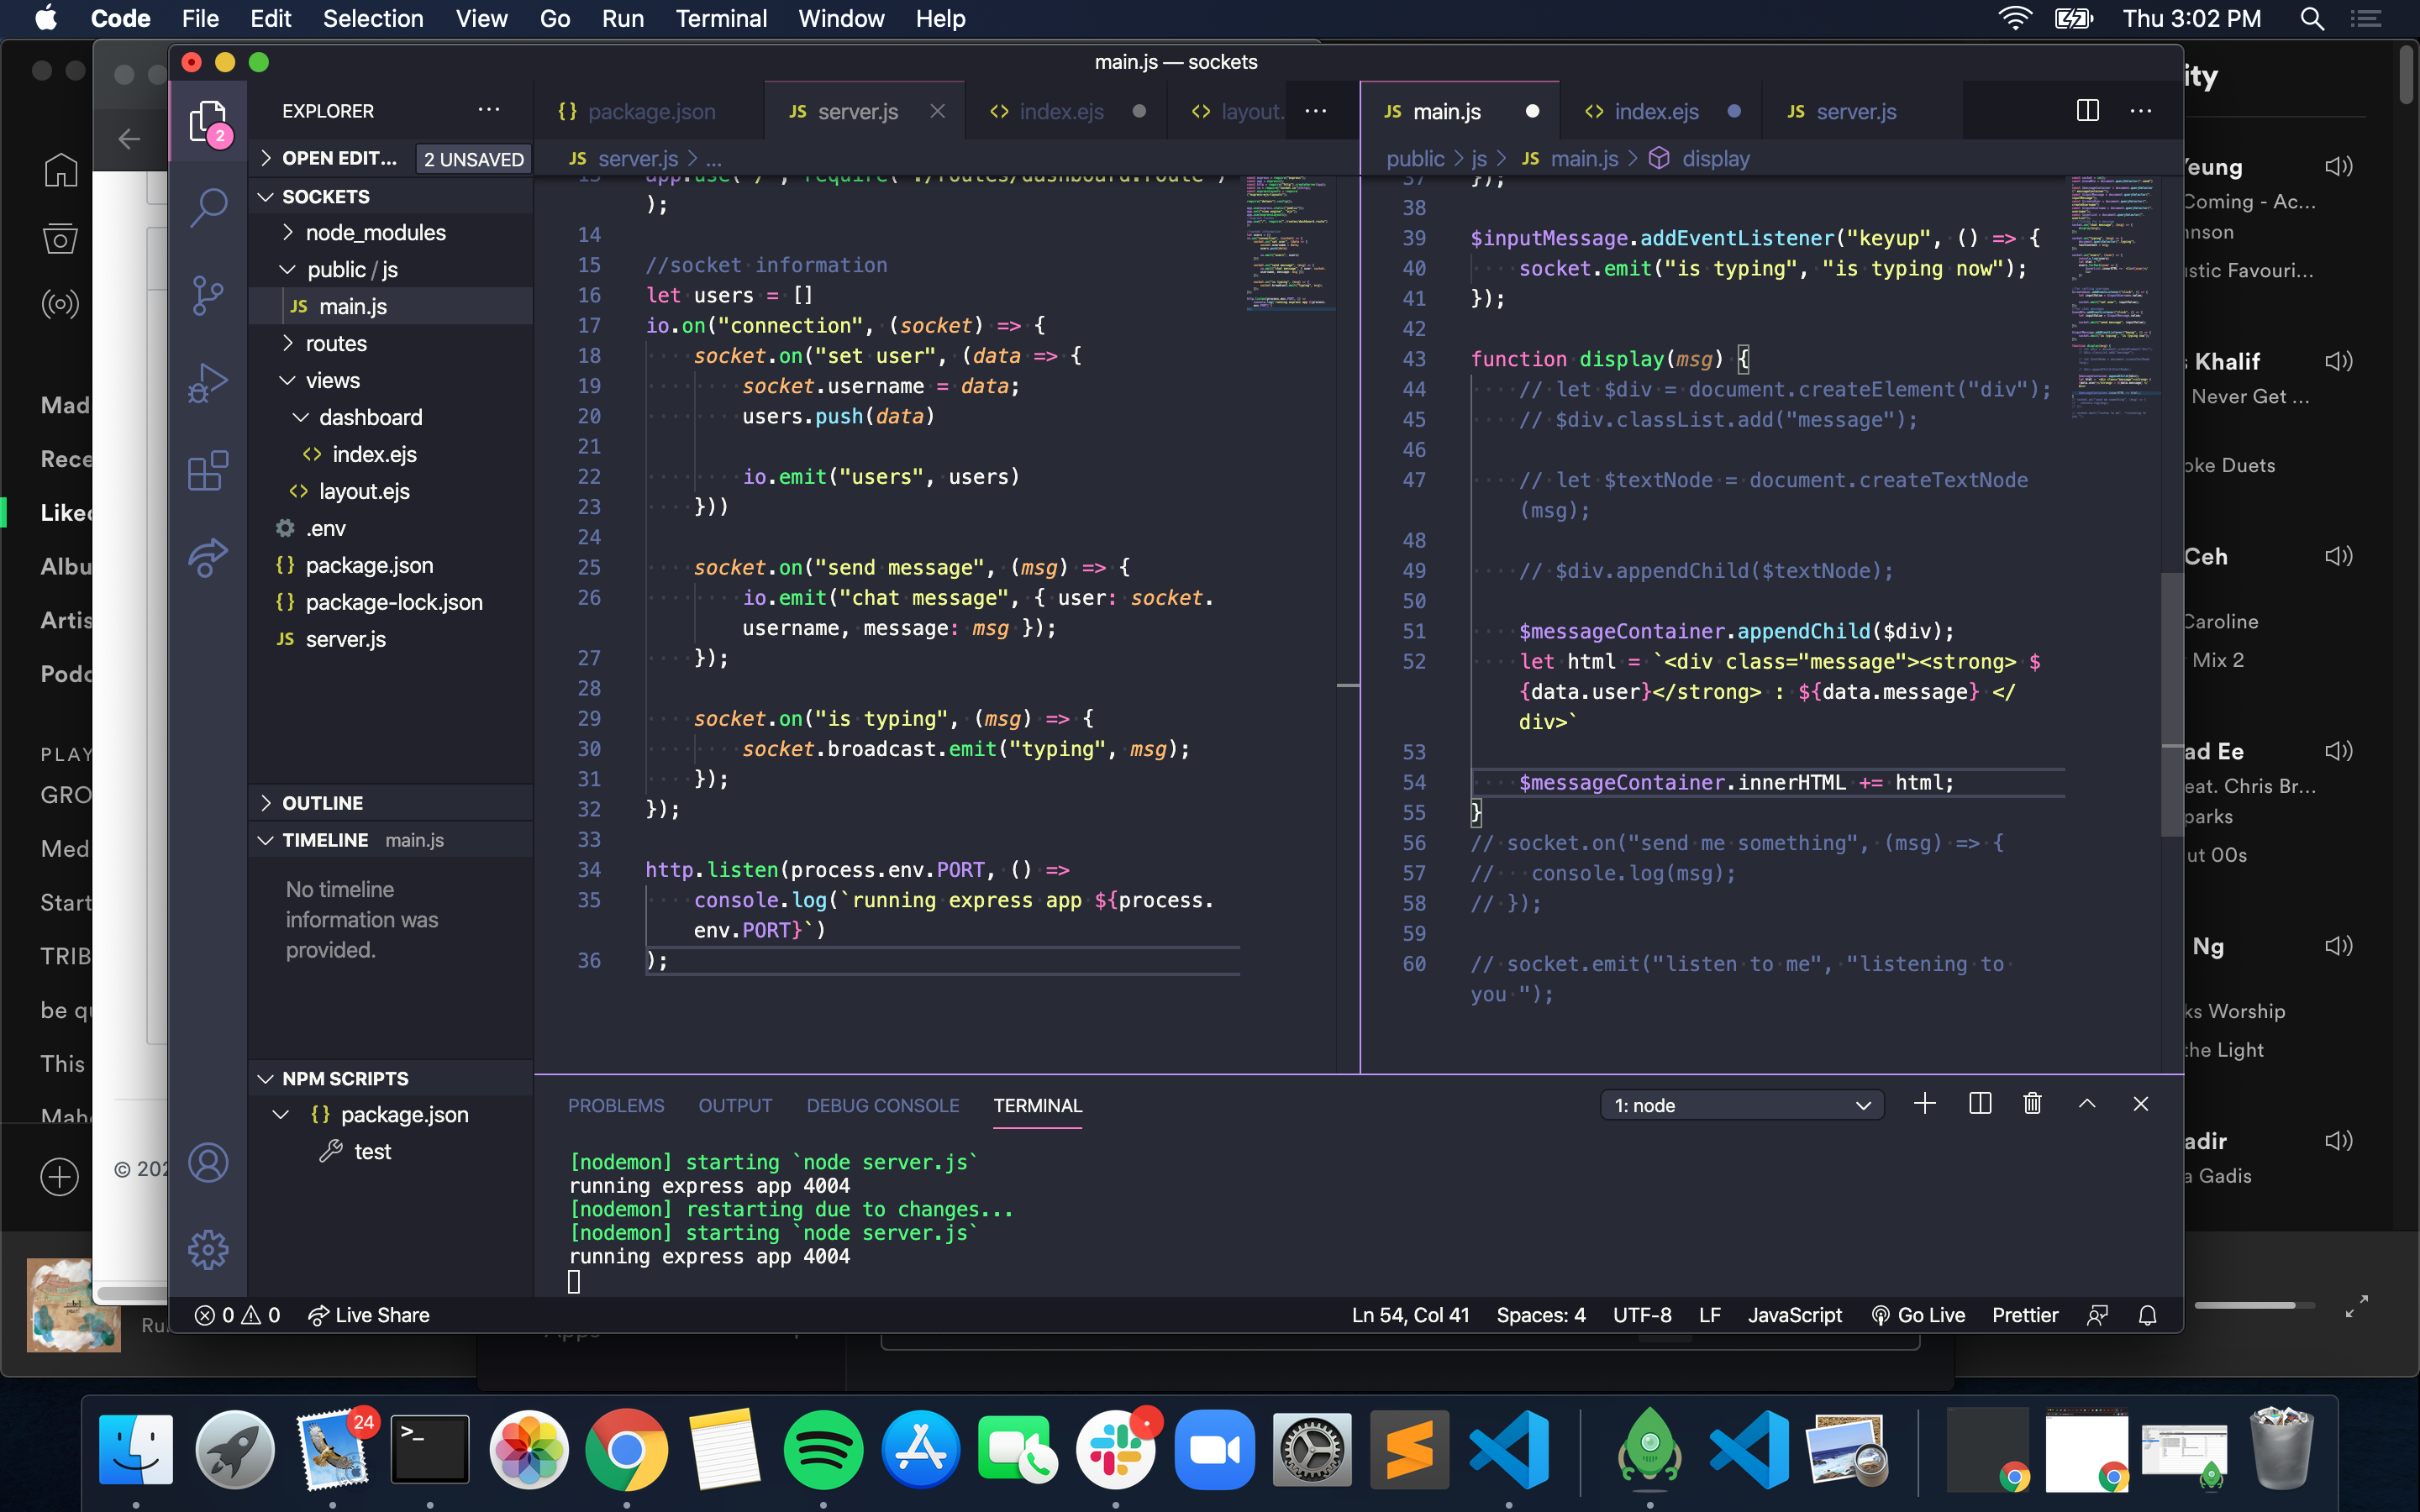 Code File Edit Selection View Go Run Terminal Window Help
Thu 3:02 PM
main.js — sockets
EXPLORER
OPEN EDIT... 2 UNSAVED
SOCKETS
node_modules
public / js
JS main.js
routes
views
dashboard
<> index.ejs
<> layout.ejs
.env
{} package.json
{} package-lock.json
JS server.js
OUTLINE
TIMELINE main.js
No timeline
information was
provided.
NPM SCRIPTS
{} package.json
test
2
{} package.json
JS server.js
<> index.ejs
<> layout.
JS server.js > ...
);
14
15 //socket information
16 let users = []
17 io.on("connection", (socket) => {
18 socket.on("set user", (data => {
19 socket.username = data;
20 users.push(data)
21
22 io.emit("users", users)
23 }))
24
25 socket.on("send message", (msg) => {
26 io.emit("chat message", { user: socket.
username, message: msg });
27 });
28
29 socket.on("is typing", (msg) => {
30 socket.broadcast.emit("typing", msg);
31 });
32 });
33
34 http.listen(process.env.PORT, () =>
35 console.log(`running express app ${process.
env.PORT}`)
36 );
JS main.js
<> index.ejs
JS server.js
public > js > JS main.js > display
37 });
38
39 $inputMessage.addEventListener("keyup", () => {
40 socket.emit("is typing", "is typing now");
41 });
42
43 function display(msg) {
44 // let $div = document.createElement("div");
45 // $div.classList.add("message");
46
47 // let $textNode = document.createTextNode
(msg);
48
49 // $div.appendChild($textNode);
50
51 $messageContainer.appendChild($div);
52 let html = `<div class="message"><strong> $
{data.user}</strong> : ${data.message} </
div>`
53
54 $messageContainer.innerHTML += html;
55 }
56 // socket.on("send me something", (msg) => {
57 // console.log(msg);
58 // });
59
60 // socket.emit("listen to me", "listening to
you ");
PROBLEMS OUTPUT DEBUG CONSOLE TERMINAL
1: node
[nodemon] starting `node server.js`
running express app 4004
[nodemon] restarting due to changes...
[nodemon] starting `node server.js`
running express app 4004
0 0 Live Share
Ln 54, Col 41 Spaces: 4 UTF-8 LF JavaScript Go Live Prettier
Mad
Rece
Liked
Albu
Artis
Podc
PLAY
GRO
Med
Start
TRIB
be qu
This
© 202
Ru
ity
Yeung
Coming - Ac...
hnson
stic Favouri...
s Khalif
Never Get ...
oke Duets
Ceh
Caroline
Mix 2
ad Ee
eat. Chris Br...
parks
ut 00s
Ng
ks Worship
the Light
adir
a Gadis
24
>_